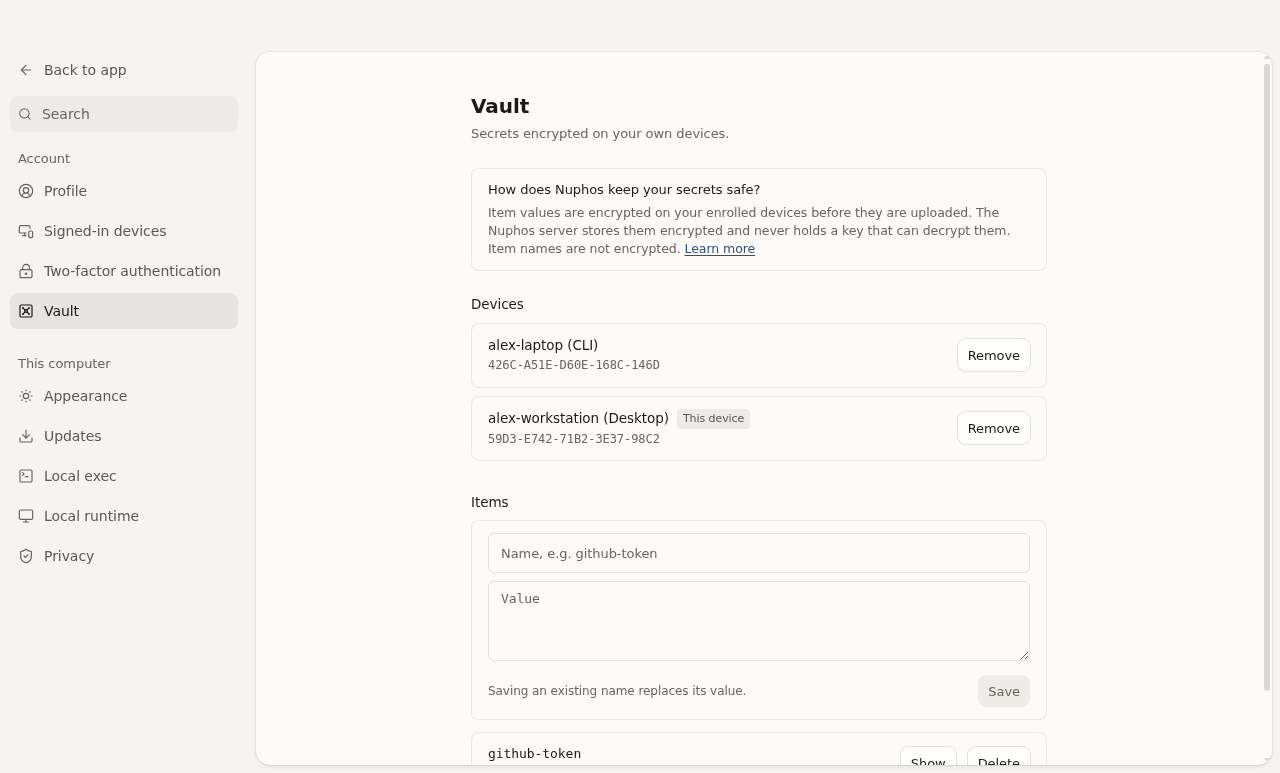 Back to app
Search
Account
Profile
Signed-in devices
Two-factor authentication
Vault
This computer
Appearance
Updates
Local exec
Local runtime
Privacy
Vault
Secrets encrypted on your own devices.
How does Nuphos keep your secrets safe?
Item values are encrypted on your enrolled devices before they are uploaded. The
Nuphos server stores them encrypted and never holds a key that can decrypt them.
Item names are not encrypted. Learn more
Devices
alex-laptop (CLI)
426C-A51E-D60E-168C-146D
Remove
alex-workstation (Desktop) This device
59D3-E742-71B2-3E37-98C2
Remove
Items
Name, e.g. github-token
Value
Saving an existing name replaces its value.
Save
github-token
Show
Delete